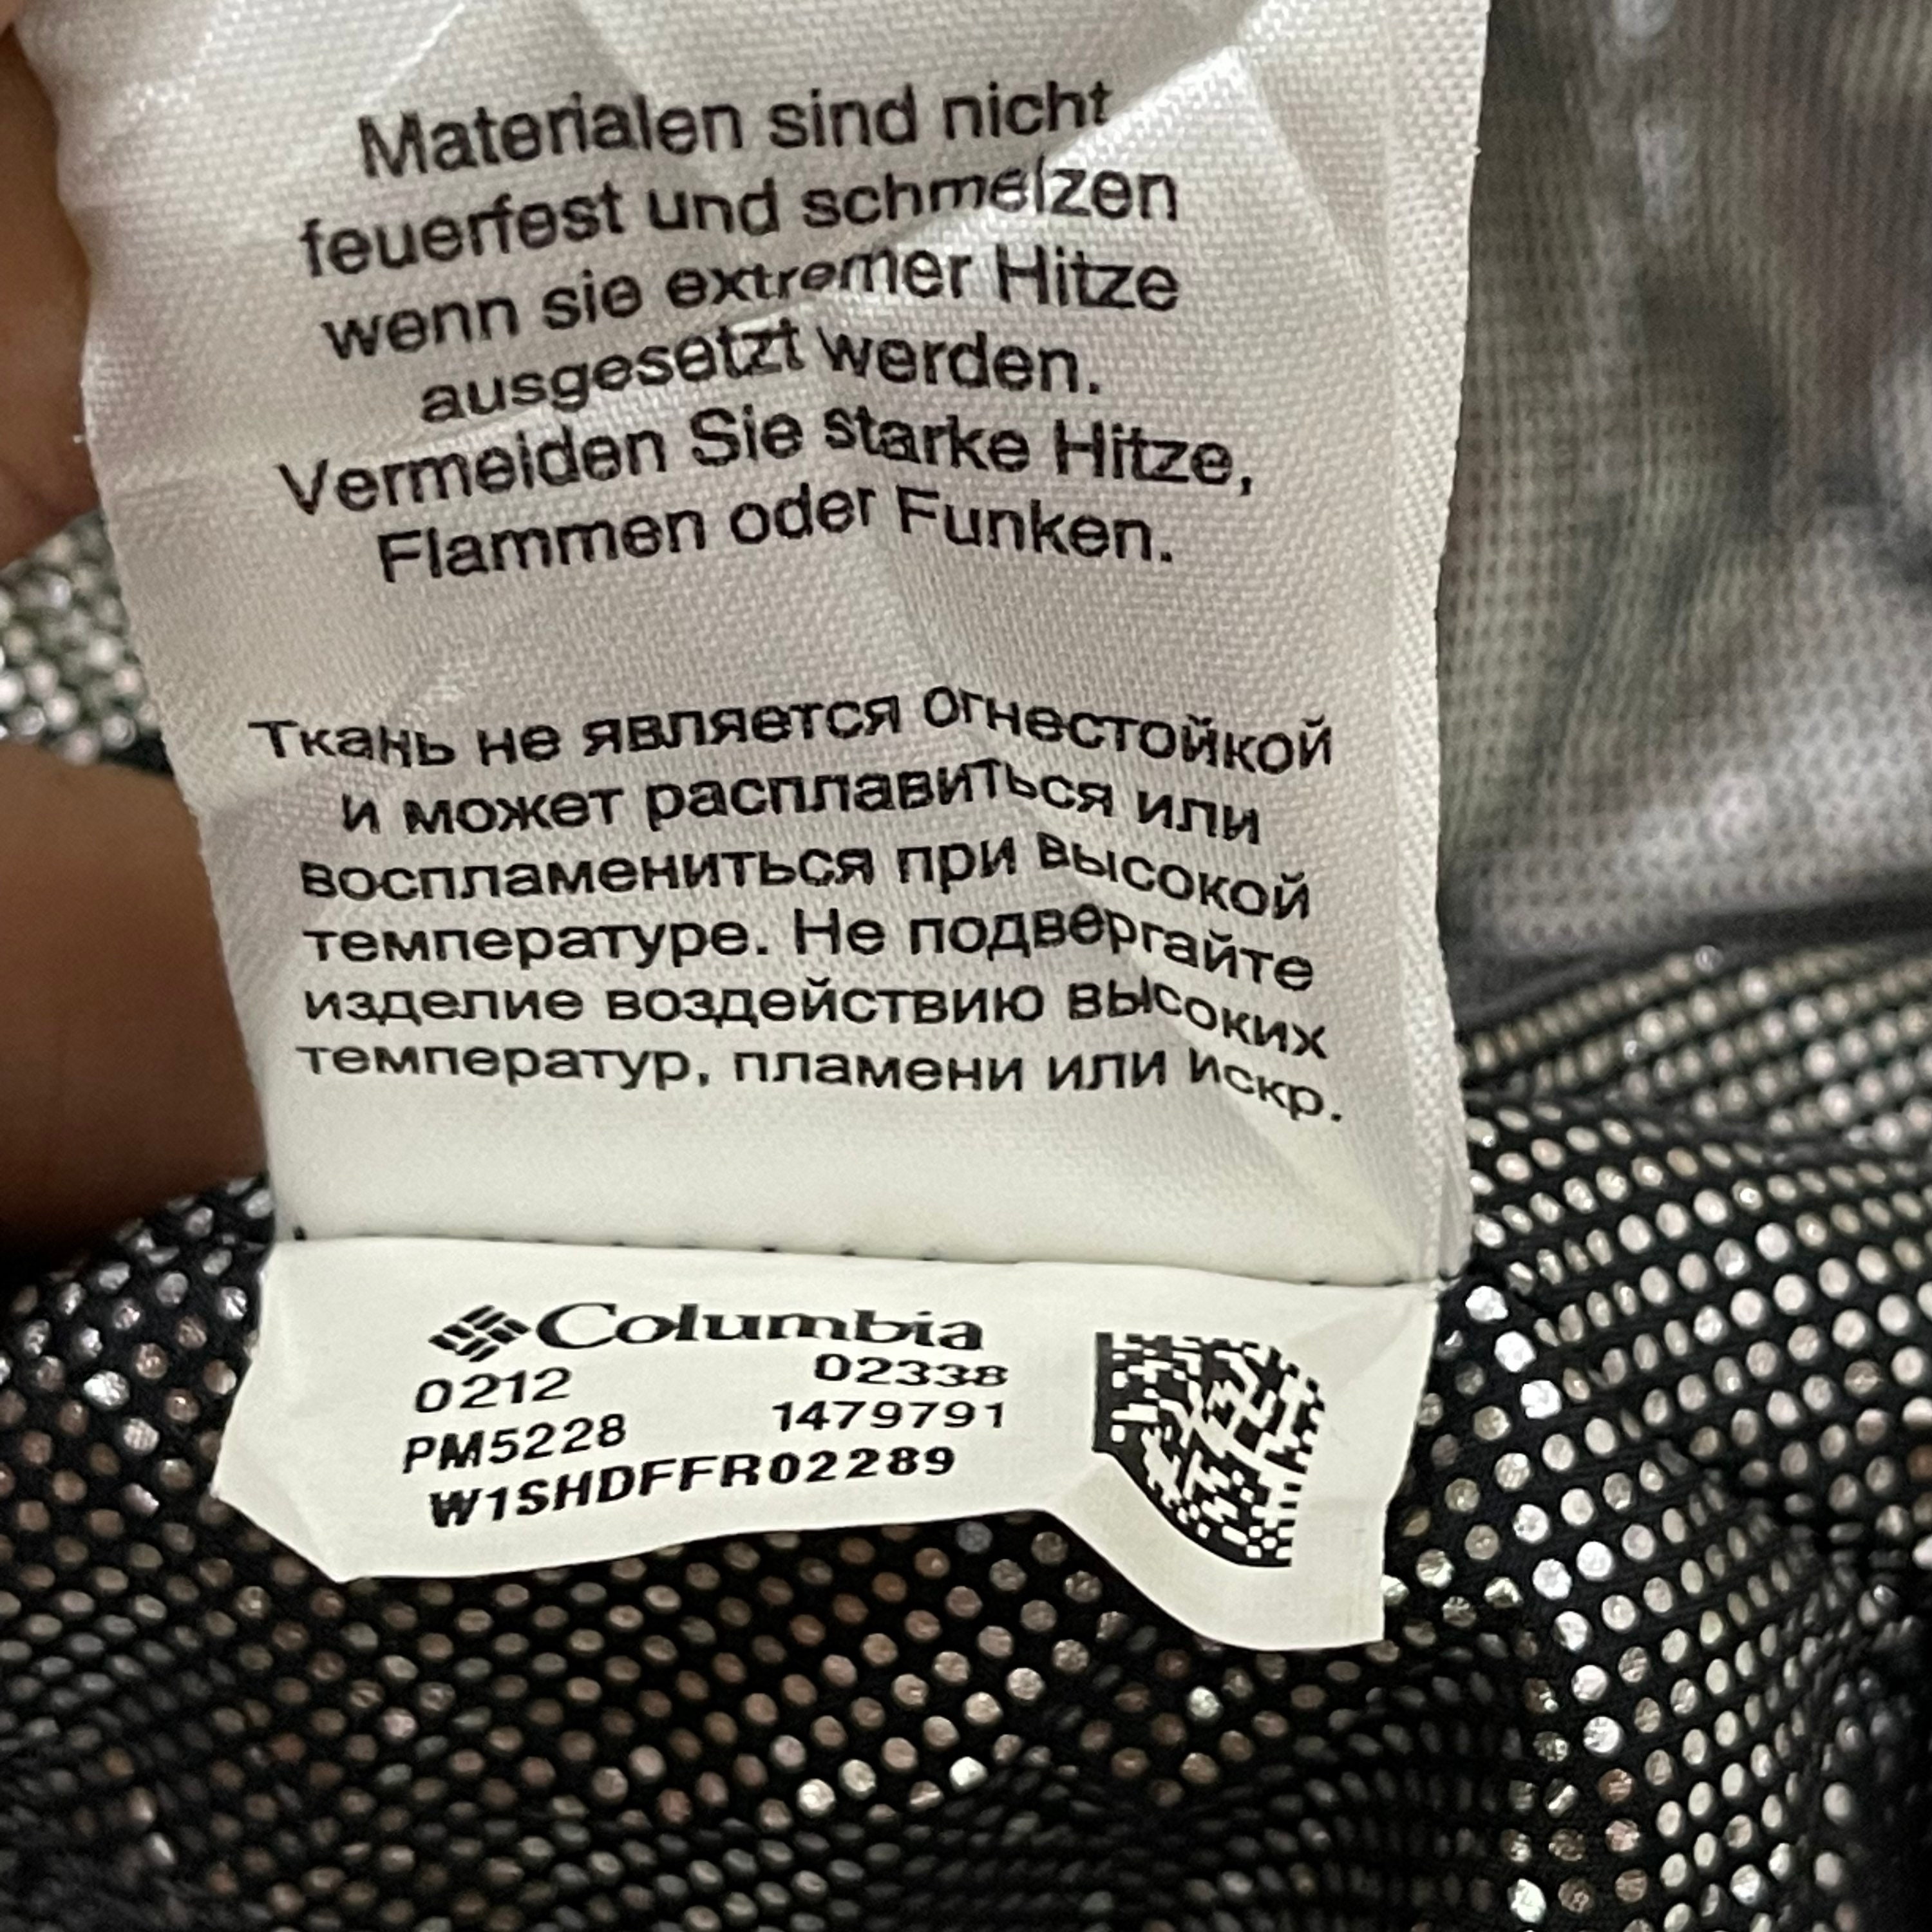 Materialen sind nicht
feuerfest und schmelzen
wenn sie extremer Hitze
ausgesetzt werden.
Vermeiden Sie starke Hitze,
Flammen oder Funken.
Ткань не является огнестойкой
и может расплавиться или
воспламениться при высокой
температуре. Не подвергайте
изделие воздействию высоких
температур, пламени или искр.
Columbia
0212 02338
PM5228 1479791
W1SHDFFR02289